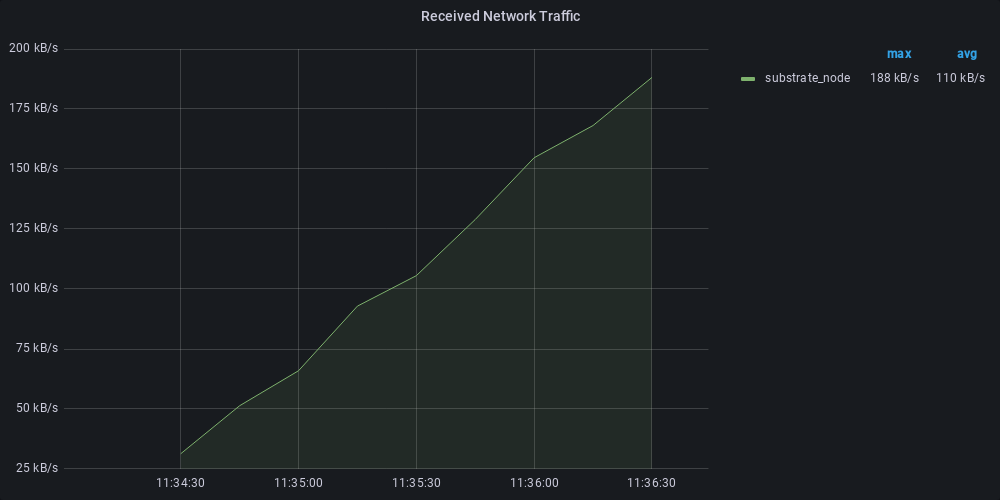 Received Network Traffic
200 kB/s
175 kB/s
150 kB/s
125 kB/s
100 kB/s
75 kB/s
50 kB/s
25 kB/s
11:34:30 11:35:00 11:35:30 11:36:00 11:36:30
max avg
substrate_node 188 kB/s 110 kB/s